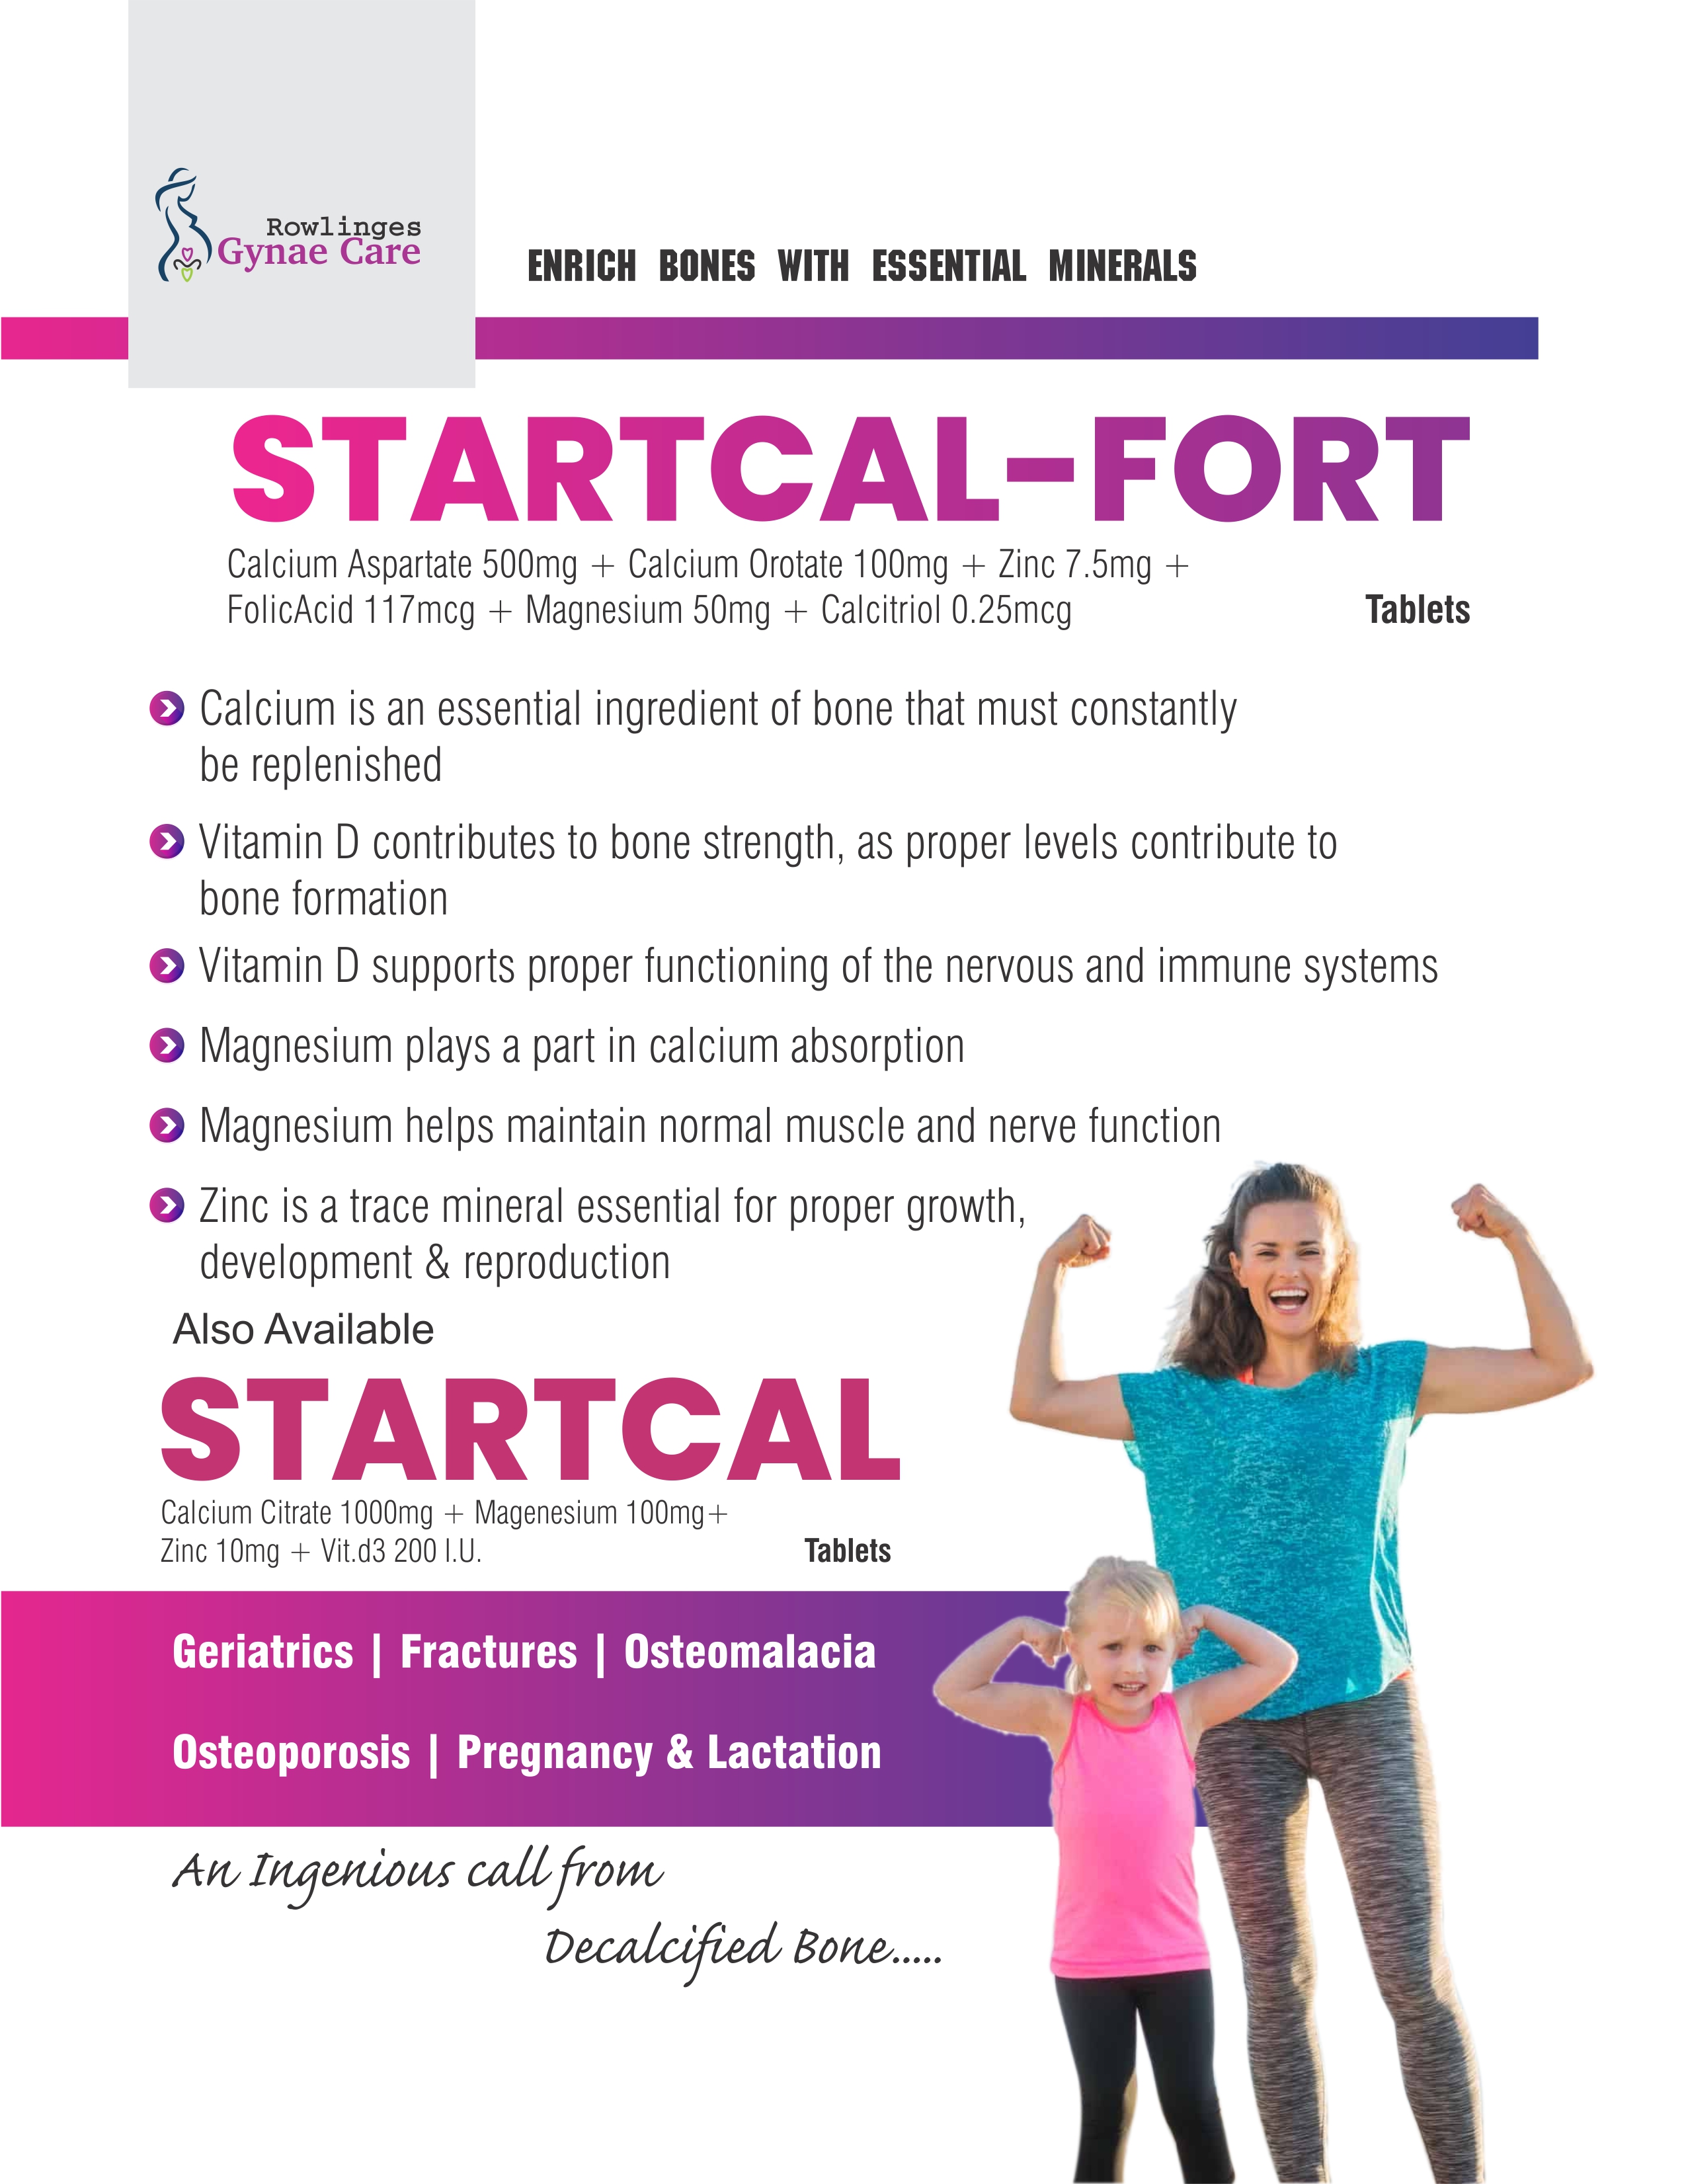 Rowlinges
Gynae Care
ENRICH BONES WITH ESSENTIAL MINERALS
STARTCAL-FORT
Calcium Aspartate 500mg + Calcium Orotate 100mg + Zinc 7.5mg +
FolicAcid 117mcg + Magnesium 50mg + Calcitriol 0.25mcg
Tablets
Calcium is an essential ingredient of bone that must constantly
be replenished
Vitamin D contributes to bone strength, as proper levels contribute to
bone formation
Vitamin D supports proper functioning of the nervous and immune systems
Magnesium plays a part in calcium absorption
Magnesium helps maintain normal muscle and nerve function
Zinc is a trace mineral essential for proper growth,
development & reproduction
Also Available
STARTCAL
Calcium Citrate 1000mg + Magenesium 100mg+
Zinc 10mg + Vit.d3 200 I.U.
Tablets
Geriatrics | Fractures | Osteomalacia
Osteoporosis | Pregnancy & Lactation
An Ingenious call from
Decalcified Bone.....